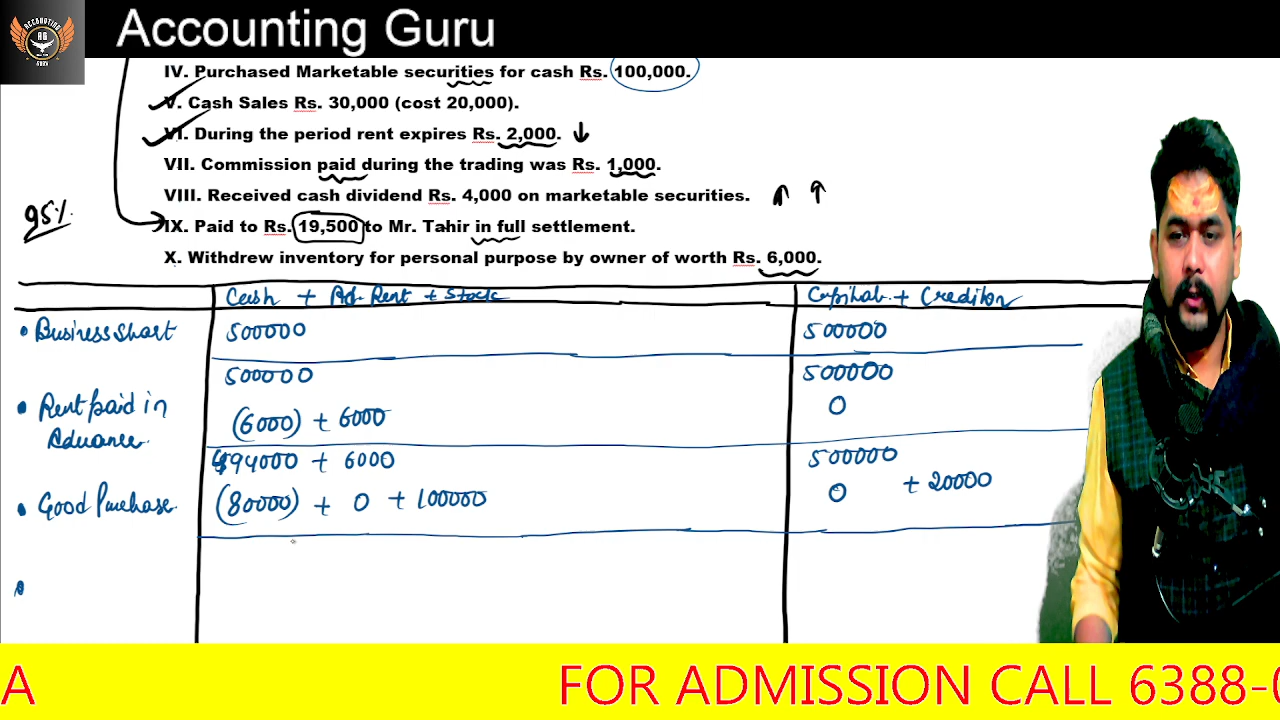 ACCOUNTING
AG
GURU
Accounting Guru
IV. Purchased Marketable securities for cash Rs. 100,000.
V. Cash Sales Rs. 30,000 (cost 20,000).
VI. During the period rent expires Rs. 2,000. ↓
VII. Commission paid during the trading was Rs. 1,000.
VIII. Received cash dividend Rs. 4,000 on marketable securities. ↑ ↑
95%
IX. Paid to Rs. 19,500 to Mr. Tahir in full settlement.
X. Withdrew inventory for personal purpose by owner of worth Rs. 6,000.
Cash + Ad. Rent + Stock Capital + Creditor
• Business Start 500000 500000
500000 500000
• Rent paid in
Advance (6000) + 6000 0
494000 + 6000 500000
• Good Purchase (80000) + 0 + 100000 0 + 20000
A FOR ADMISSION CALL 6388-0